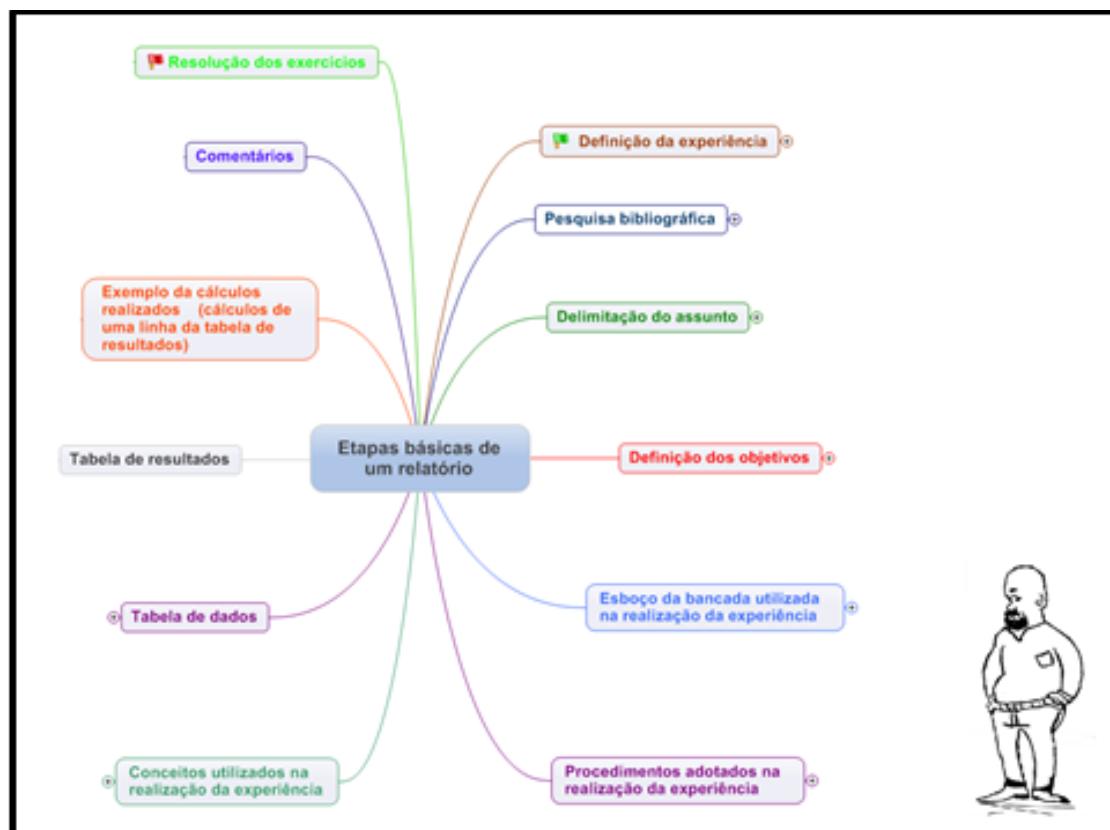 Resolução dos exercícios
Comentários
Exemplo da cálculos
realizados (cálculos de
uma linha da tabela de
resultados)
Tabela de resultados
Tabela de dados
Conceitos utilizados na
realização da experiência
Etapas básicas de
um relatório
Definição da experiência
Pesquisa bibliográfica
Delimitação do assunto
Definição dos objetivos
Esboço da bancada utilizada
na realização da experiência
Procedimentos adotados na
realização da experiência